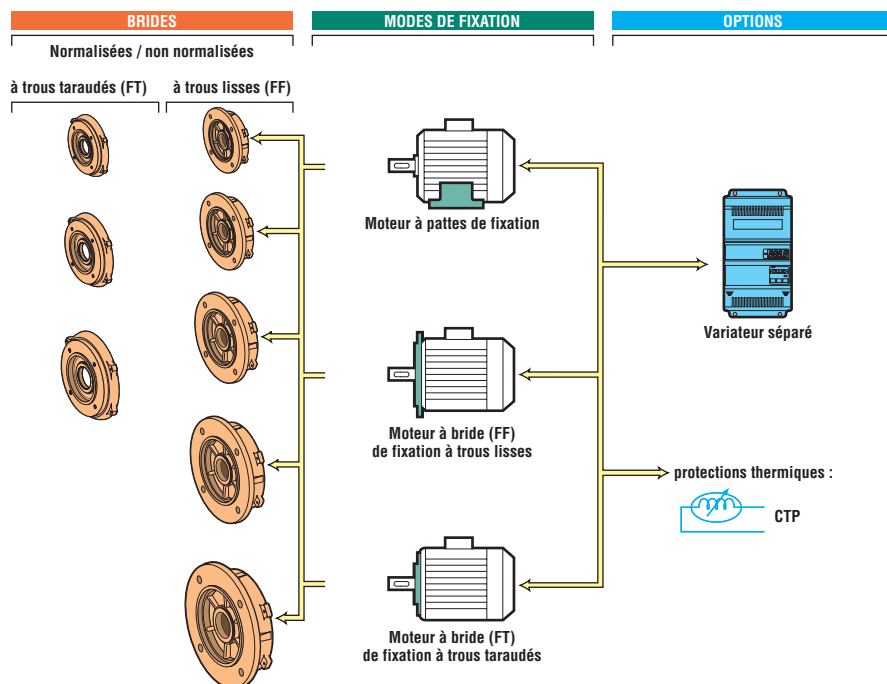 BRIDES
MODES DE FIXATION
OPTIONS
Normalisées / non normalisées
à trous taraudés (FT)
à trous lisses (FF)
Moteur à pattes de fixation
Variateur séparé
Moteur à bride (FF)
de fixation à trous lisses
protections thermiques :
CTP
Moteur à bride (FT)
de fixation à trous taraudés